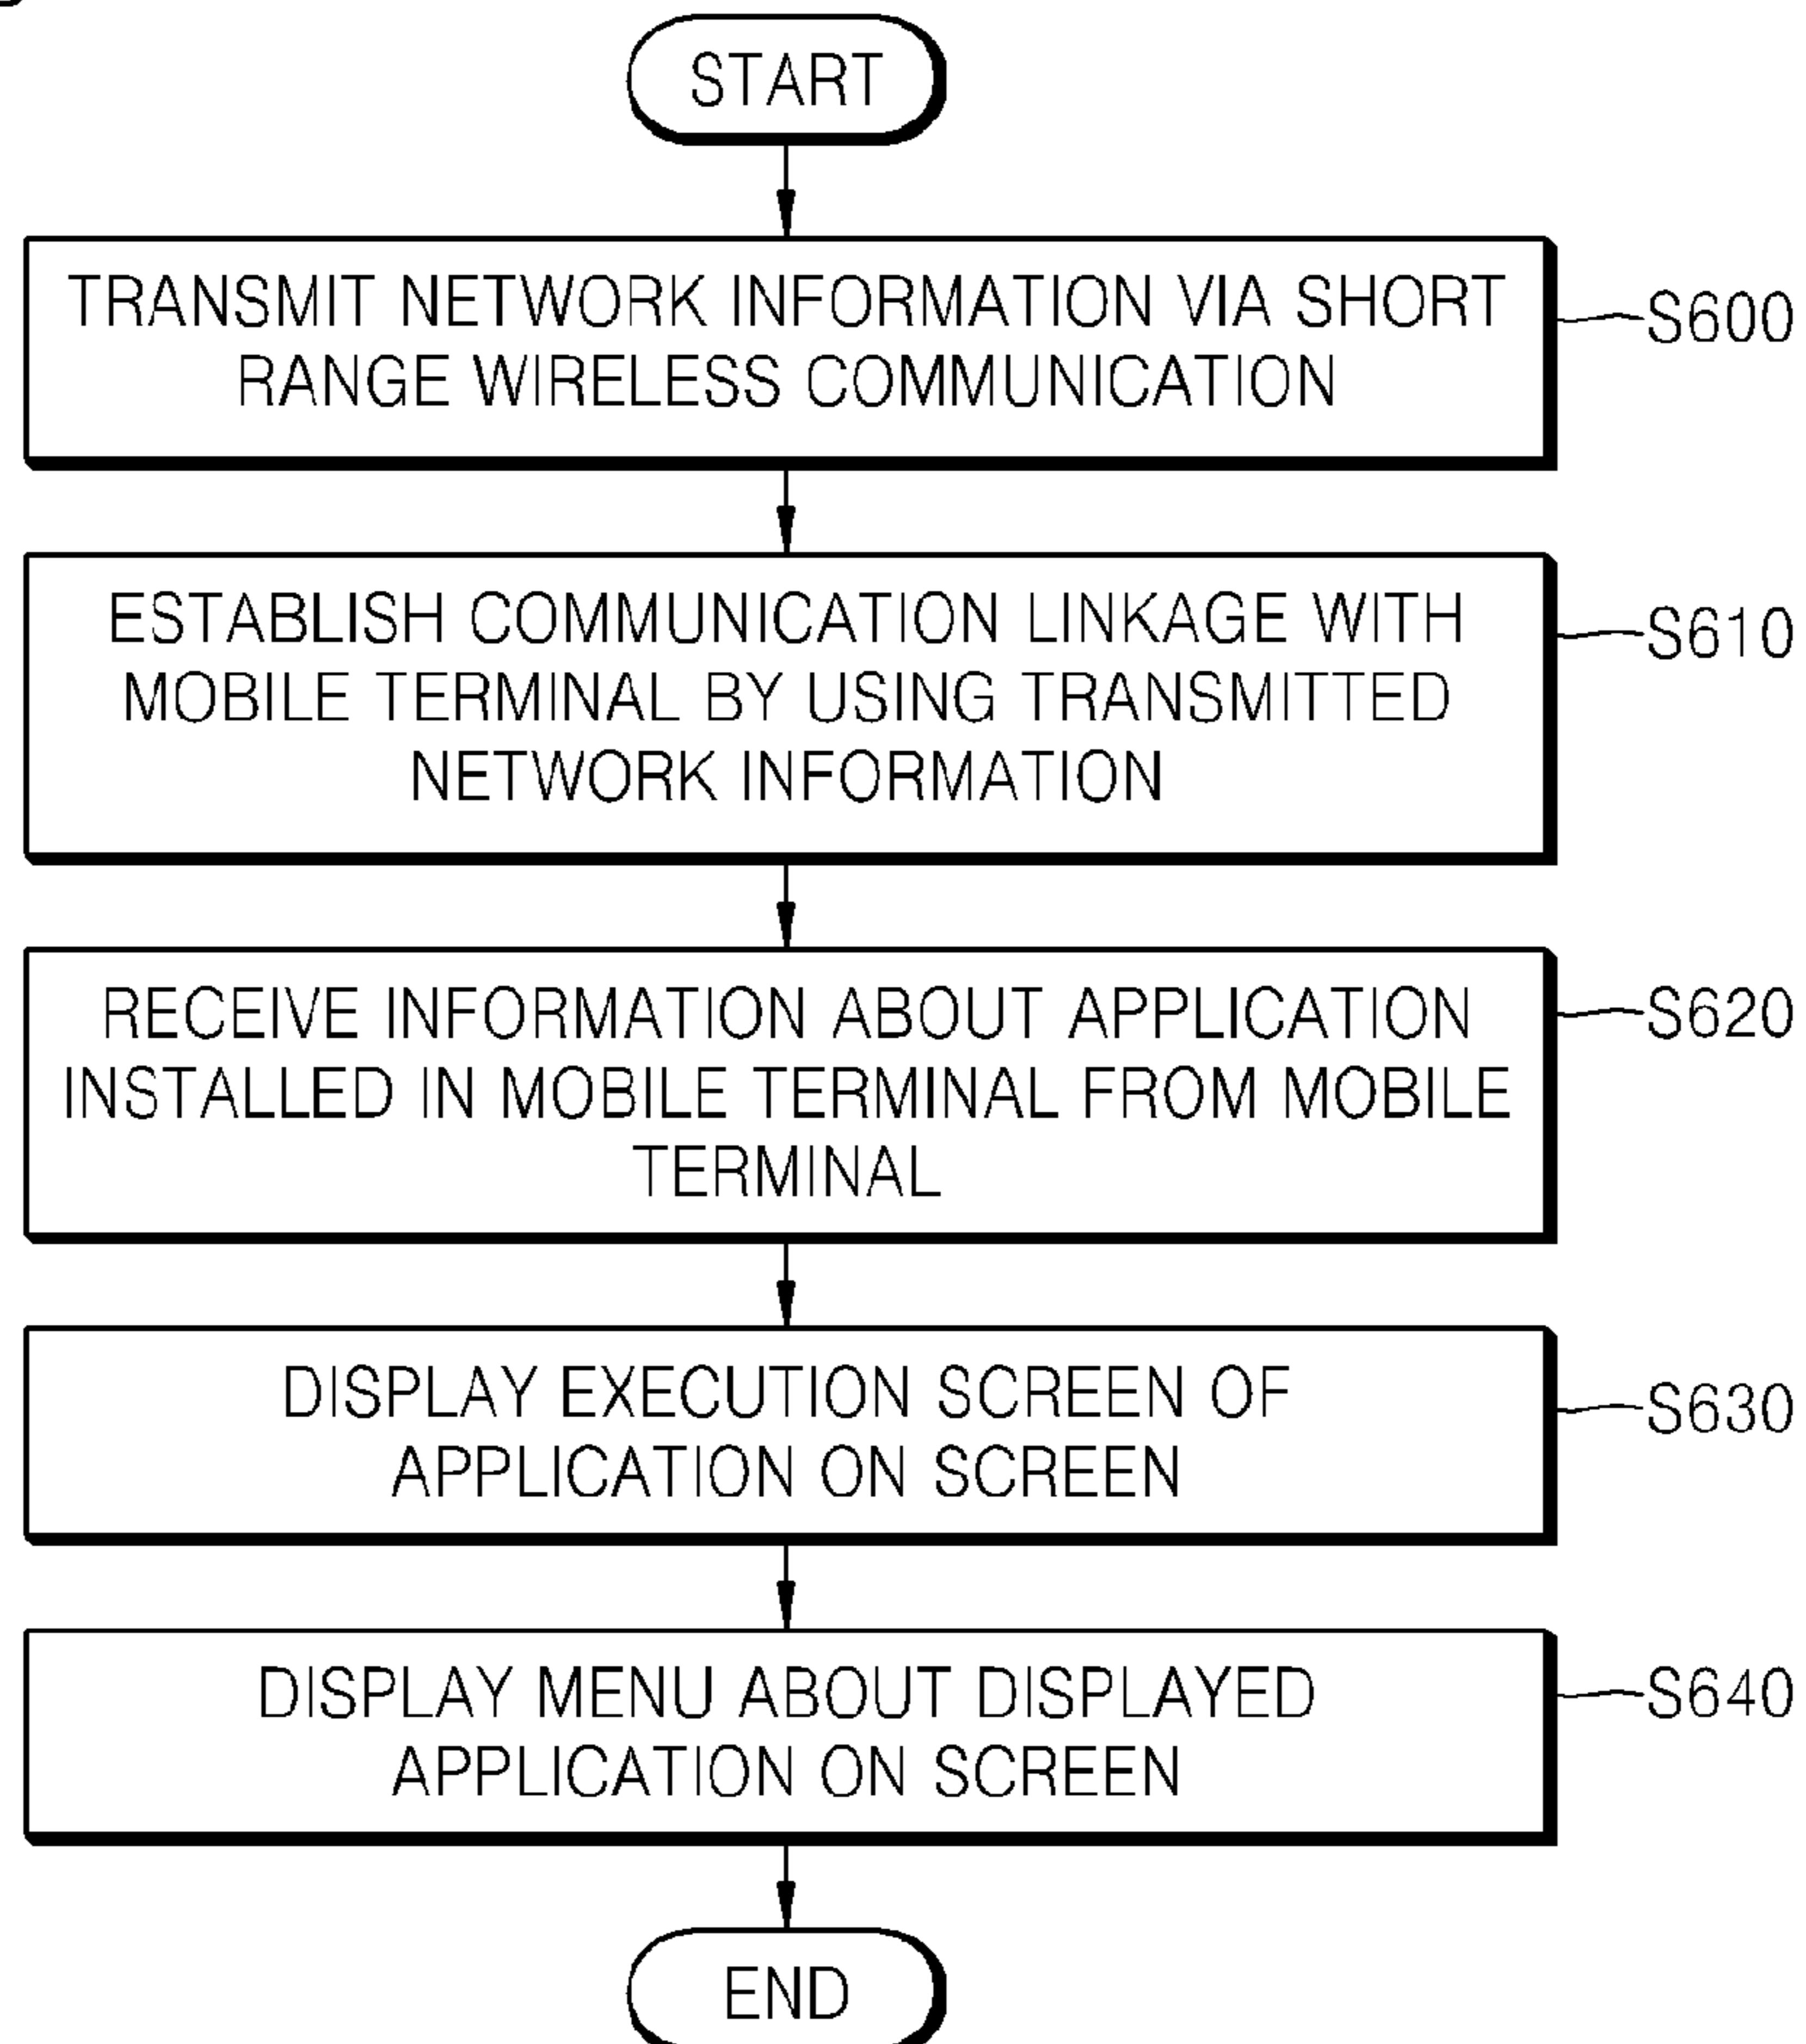 START
TRANSMIT NETWORK INFORMATION VIA SHORT
RANGE WIRELESS COMMUNICATION
S600
ESTABLISH COMMUNICATION LINKAGE WITH
MOBILE TERMINAL BY USING TRANSMITTED
NETWORK INFORMATION
S610
RECEIVE INFORMATION ABOUT APPLICATION
INSTALLED IN MOBILE TERMINAL FROM MOBILE
TERMINAL
S620
DISPLAY EXECUTION SCREEN OF
APPLICATION ON SCREEN
S630
DISPLAY MENU ABOUT DISPLAYED
APPLICATION ON SCREEN
S640
END